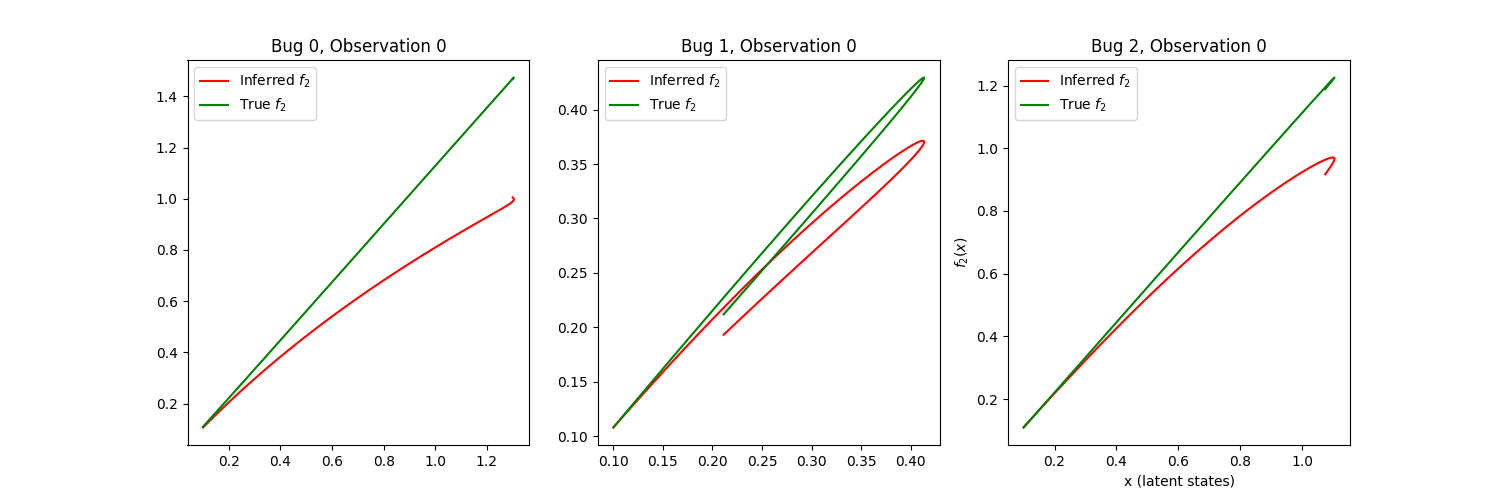 Bug 0, Observation 0
Inferred f₂
True f₂
1.4
1.2
1.0
0.8
0.6
0.4
0.2
0.2 0.4 0.6 0.8 1.0 1.2
Bug 1, Observation 0
Inferred f₂
True f₂
0.40
0.35
0.30
0.25
0.20
0.15
0.10
0.10 0.15 0.20 0.25 0.30 0.35 0.40
Bug 2, Observation 0
Inferred f₂
True f₂
f₂(x)
1.2
1.0
0.8
0.6
0.4
0.2
0.2 0.4 0.6 0.8 1.0
x (latent states)